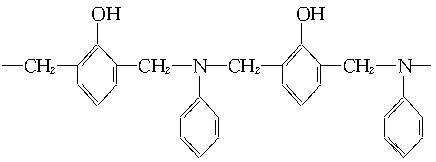 OH OH
—CH₂ CH₂—N—CH₂ CH₂—N—